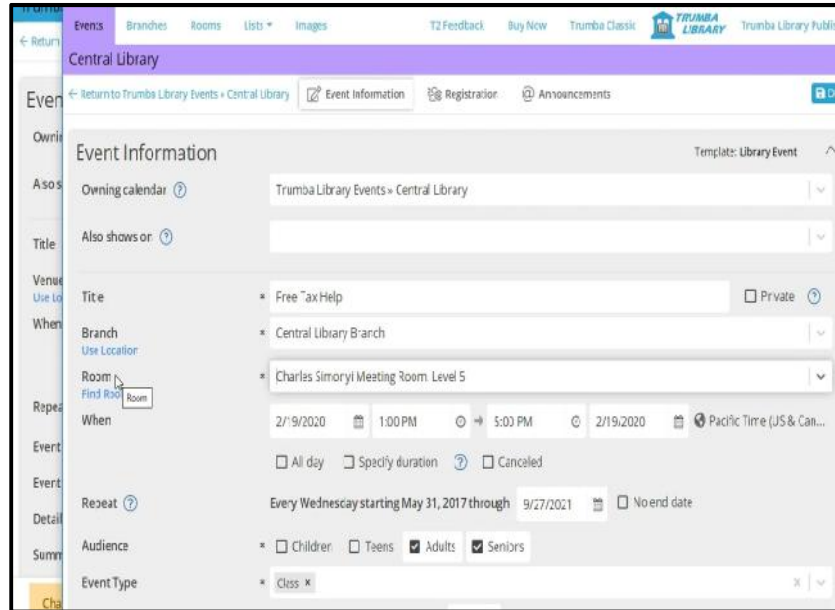 Events Branches Rooms Lists Images T2 Feedback Buy Now Trumba Classic TRUMBA LIBRARY Trumba Library Publi
← Return
Central Library
← Return to Trumba Library Events » Central Library Event Information Registration @ Announcements
Even
Event Information Template: Library Event
Owning calendar ? Trumba Library Events » Central Library
Also s
Also shows on ?
Title
Title * Free Tax Help Private ?
Venue
Use Lo
Branch * Central Library Branch
Use Location
When
Room * Charles Simonyi Meeting Room, Level 5
Find Roo
Room
When 2/19/2020 1:00 PM → 5:00 PM 2/19/2020 Pacific Time (US & Can...
All day Specify duration ? Canceled
Repea
Repeat ? Every Wednesday starting May 31, 2017 through 9/27/2021 No end date
Event
Event
Detail
Audience * Children Teens Adults Seniors
Summ
Event Type * Class x
Cha